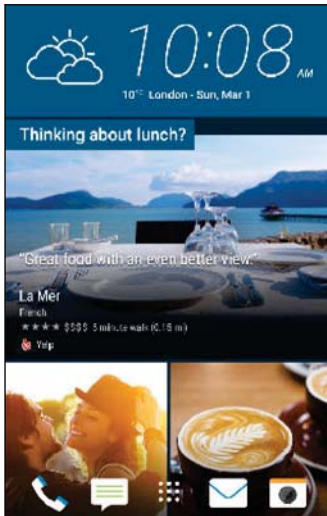 10:08 AM
10°C London - Sun, Mar 1
Thinking about lunch?
"Great food with an even better view."
La Mer
French
★★★★ $$$$ 5 minute walk (0.15 mi)
Yelp